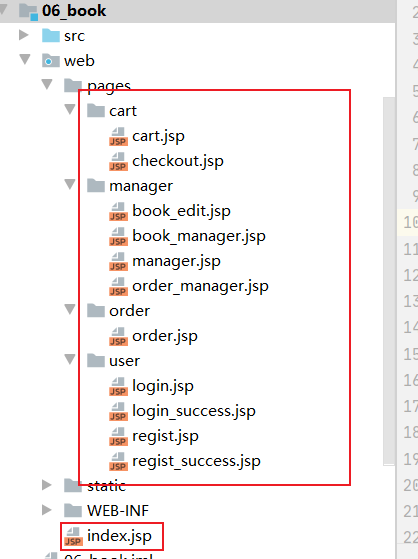 06_book
src
web
pages
cart
JSP cart.jsp
JSP checkout.jsp
manager
JSP book_edit.jsp
JSP book_manager.jsp
JSP manager.jsp
JSP order_manager.jsp
order
JSP order.jsp
user
JSP login.jsp
JSP login_success.jsp
JSP regist.jsp
JSP regist_success.jsp
static
WEB-INF
JSP index.jsp
06_book.iml
2
3
4
5
6
7
8
9
10
11
12
13
14
15
16
17
18
19
20
21
22